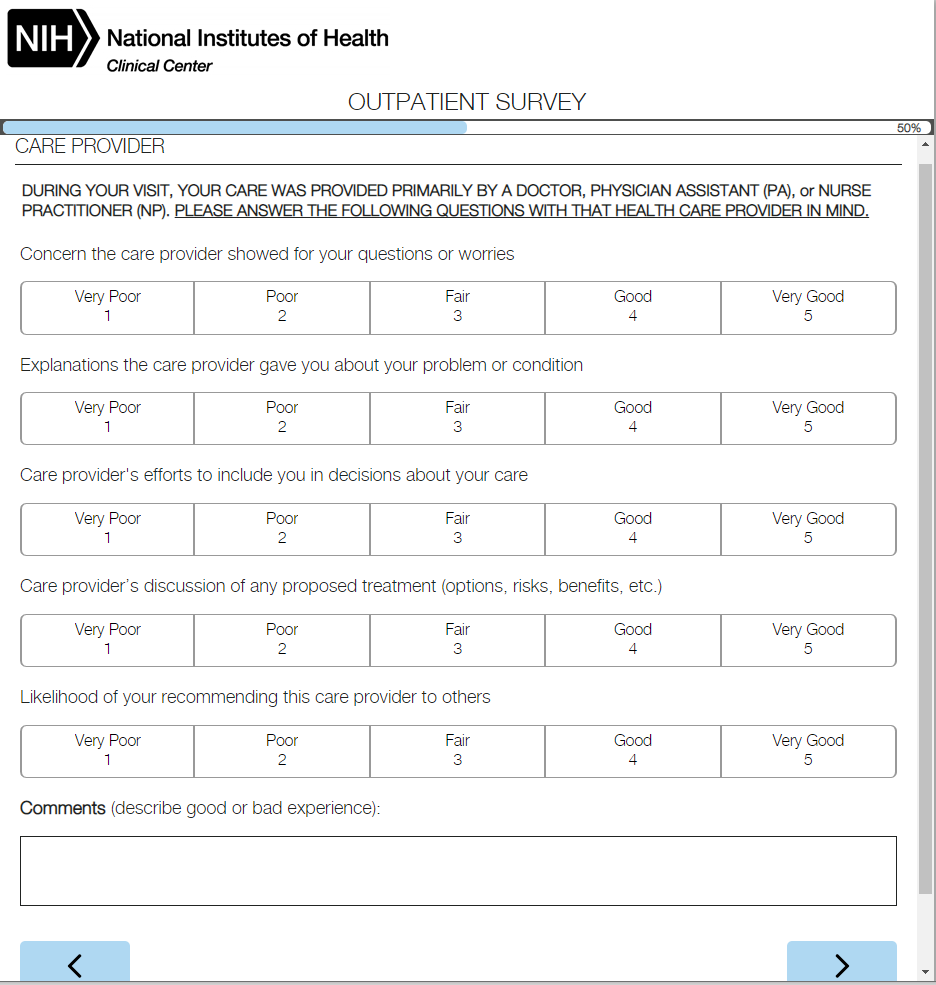 NIH
National Institutes of Health
Clinical Center
OUTPATIENT SURVEY
50%
CARE PROVIDER
DURING YOUR VISIT, YOUR CARE WAS PROVIDED PRIMARILY BY A DOCTOR, PHYSICIAN ASSISTANT (PA), or NURSE
PRACTITIONER (NP). PLEASE ANSWER THE FOLLOWING QUESTIONS WITH THAT HEALTH CARE PROVIDER IN MIND.
Concern the care provider showed for your questions or worries
Very Poor Poor Fair Good Very Good
1 2 3 4 5
Explanations the care provider gave you about your problem or condition
Very Poor Poor Fair Good Very Good
1 2 3 4 5
Care provider's efforts to include you in decisions about your care
Very Poor Poor Fair Good Very Good
1 2 3 4 5
Care provider’s discussion of any proposed treatment (options, risks, benefits, etc.)
Very Poor Poor Fair Good Very Good
1 2 3 4 5
Likelihood of your recommending this care provider to others
Very Poor Poor Fair Good Very Good
1 2 3 4 5
Comments (describe good or bad experience):